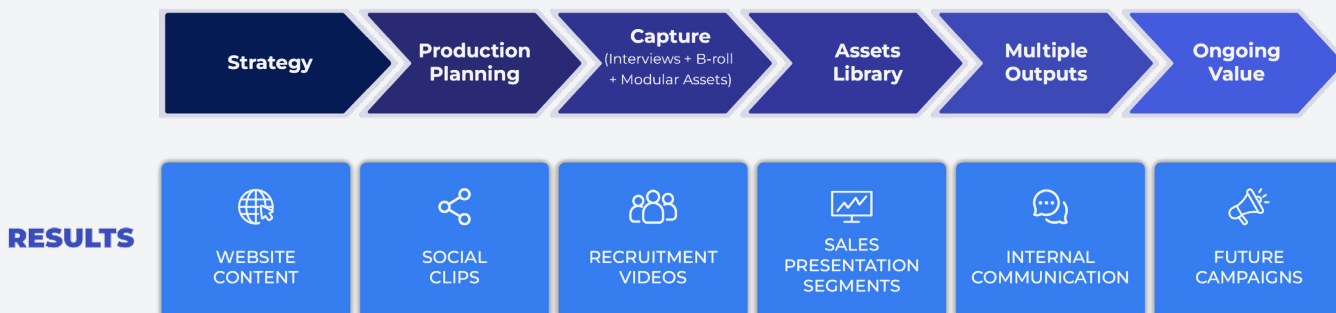 Strategy
Production
Planning
Capture
(Interviews + B-roll
+ Modular Assets)
Assets
Library
Multiple
Outputs
Ongoing
Value
RESULTS
WEBSITE
CONTENT
SOCIAL
CLIPS
RECRUITMENT
VIDEOS
SALES
PRESENTATION
SEGMENTS
INTERNAL
COMMUNICATION
FUTURE
CAMPAIGNS